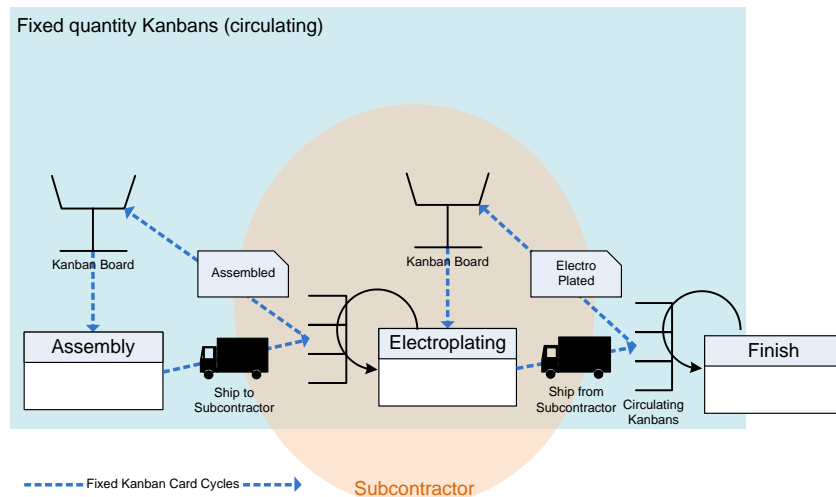 Fixed quantity Kanbans (circulating)
Kanban Board
Kanban Board
Assembled
Electro
Plated
Assembly
Electroplating
Finish
Ship to
Subcontractor
Ship from
Subcontractor
Circulating
Kanbans
Fixed Kanban Card Cycles
Subcontractor